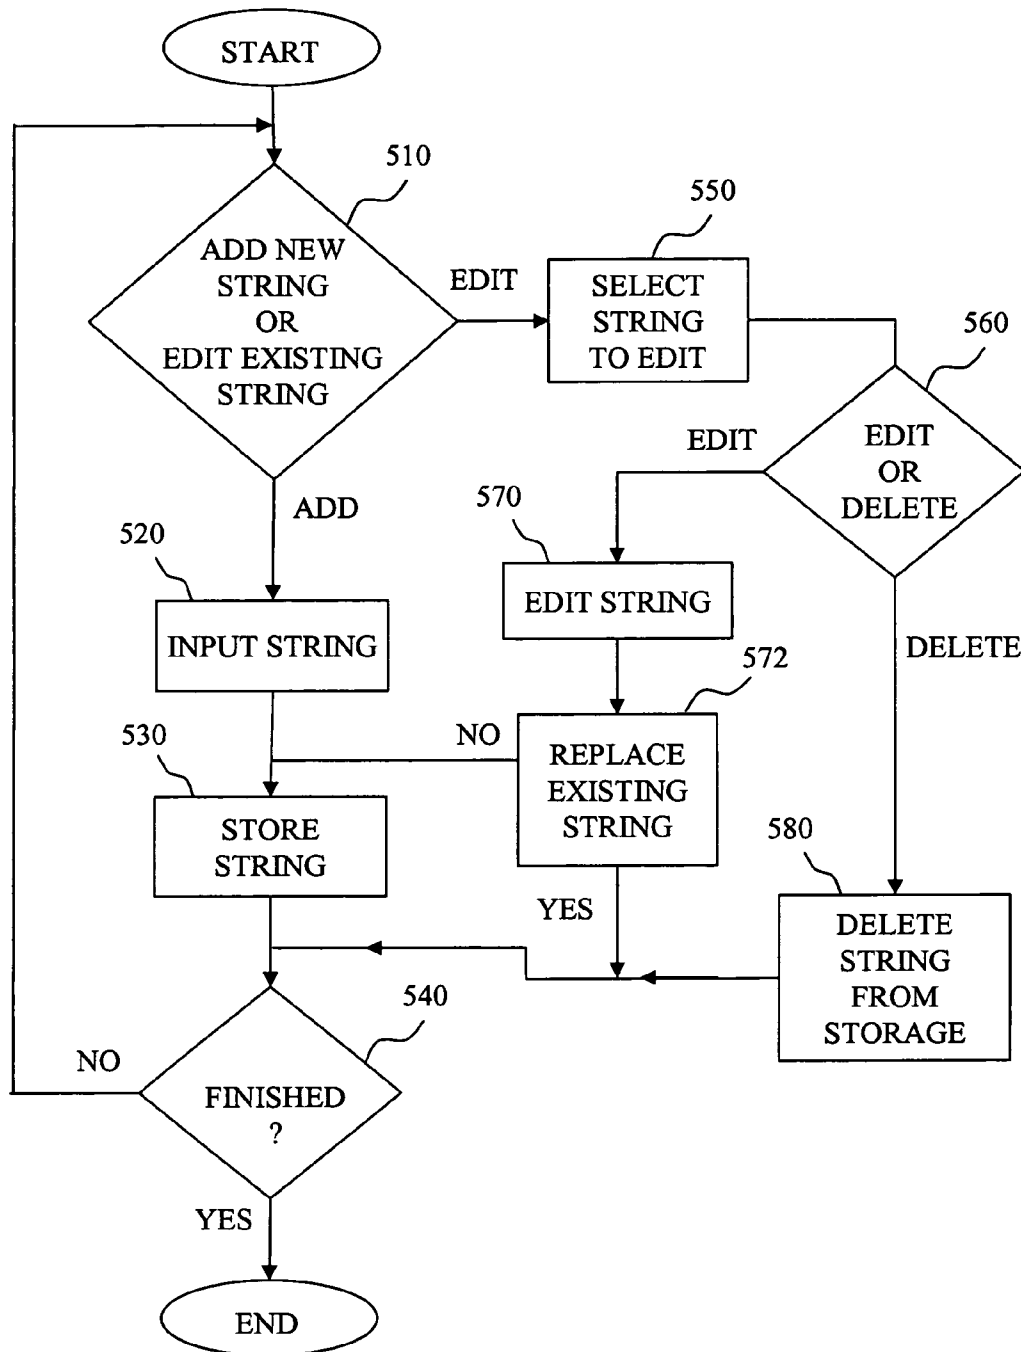 START
510
ADD NEW
STRING
OR
EDIT EXISTING
STRING
EDIT
550
SELECT
STRING
TO EDIT
560
EDIT
OR
DELETE
EDIT
ADD
570
EDIT STRING
520
INPUT STRING
DELETE
572
REPLACE
EXISTING
STRING
NO
530
STORE
STRING
YES
580
DELETE
STRING
FROM
STORAGE
540
FINISHED
?
NO
YES
END